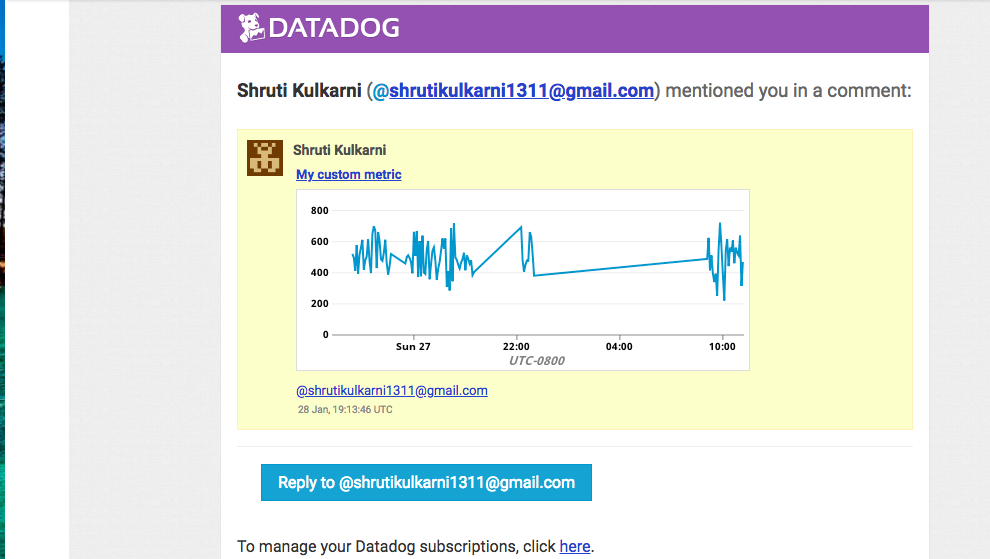 DATADOG
Shruti Kulkarni (@shrutikulkarni1311@gmail.com) mentioned you in a comment:
Shruti Kulkarni
My custom metric
800
600
400
200
0
Sun 27 22:00 04:00 10:00
UTC-0800
@shrutikulkarni1311@gmail.com
28 Jan, 19:13:46 UTC
Reply to @shrutikulkarni1311@gmail.com
To manage your Datadog subscriptions, click here.